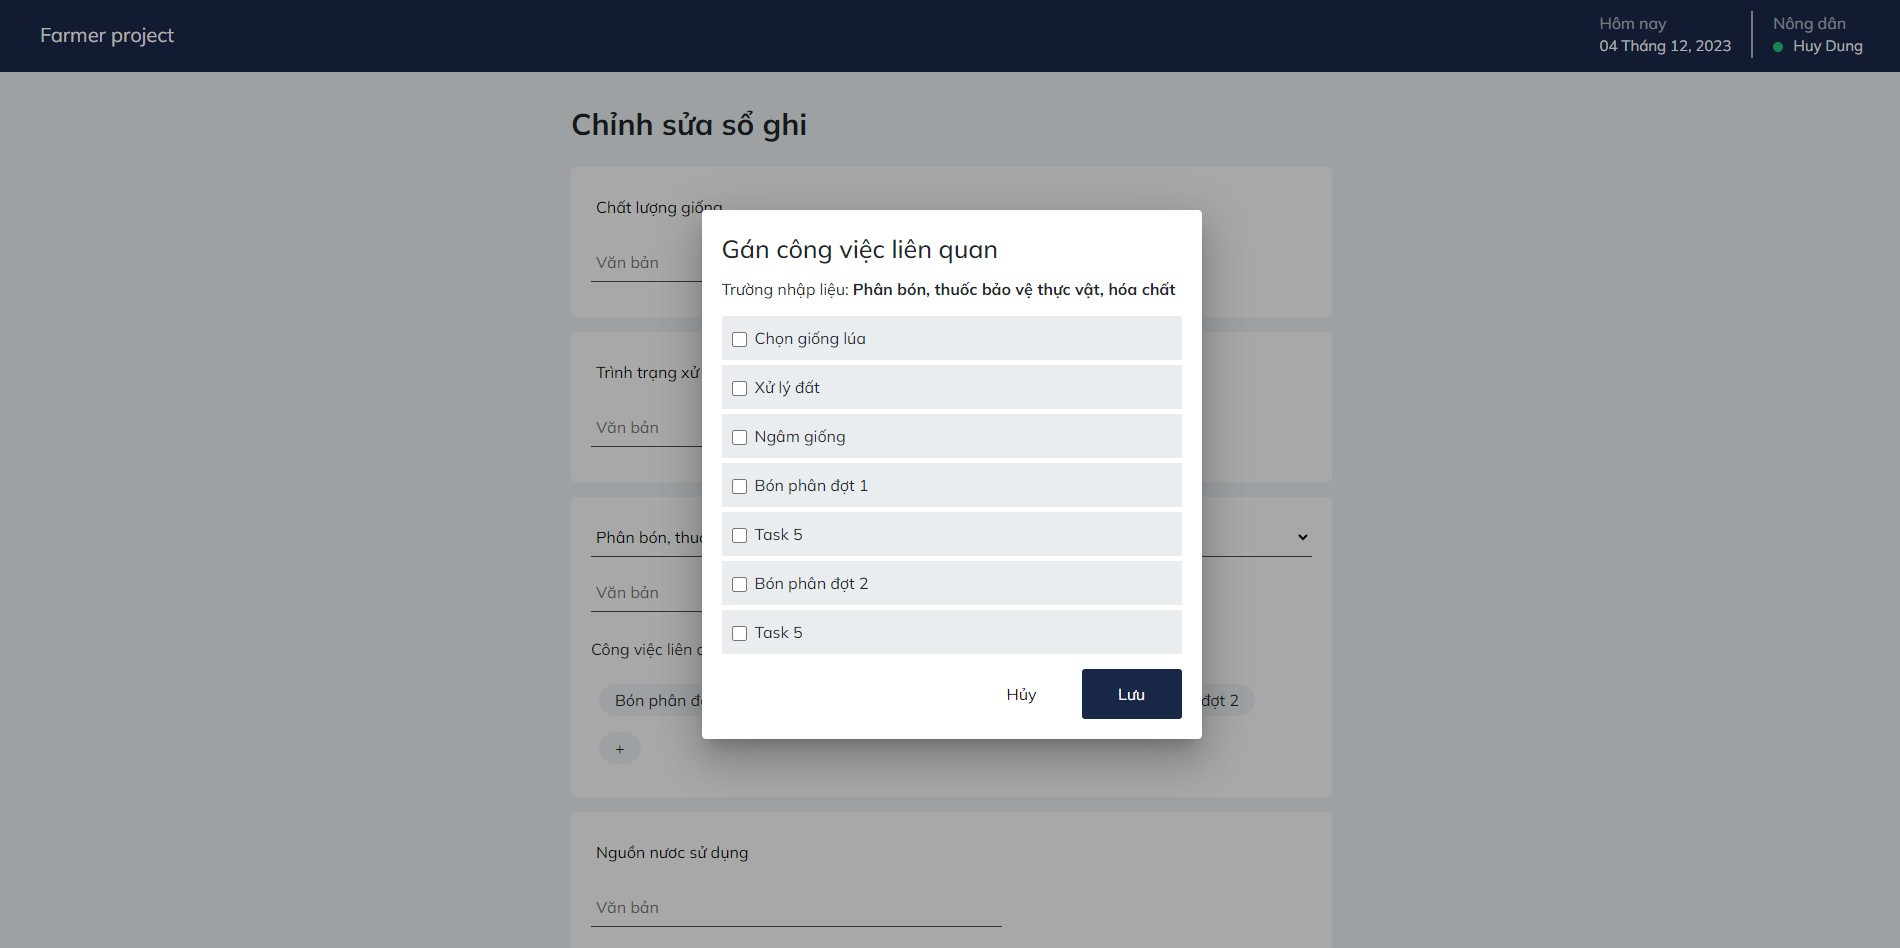 Farmer project
Hôm nay
04 Tháng 12, 2023
Nông dân
Huy Dung
Chỉnh sửa sổ ghi
Chất lượng giống
Văn bản
Trình trạng xử
Văn bản
Phân bón,
Văn bản
Công việc liên
Bón phân
đợt 2
+
Nguồn nươc sử dụng
Văn bản
Gán công việc liên quan
Trường nhập liệu: Phân bón, thuốc bảo vệ thực vật, hóa chất
Chọn giống lúa
Xử lý đất
Ngâm giống
Bón phân đợt 1
Task 5
Bón phân đợt 2
Task 5
Hủy
Lưu